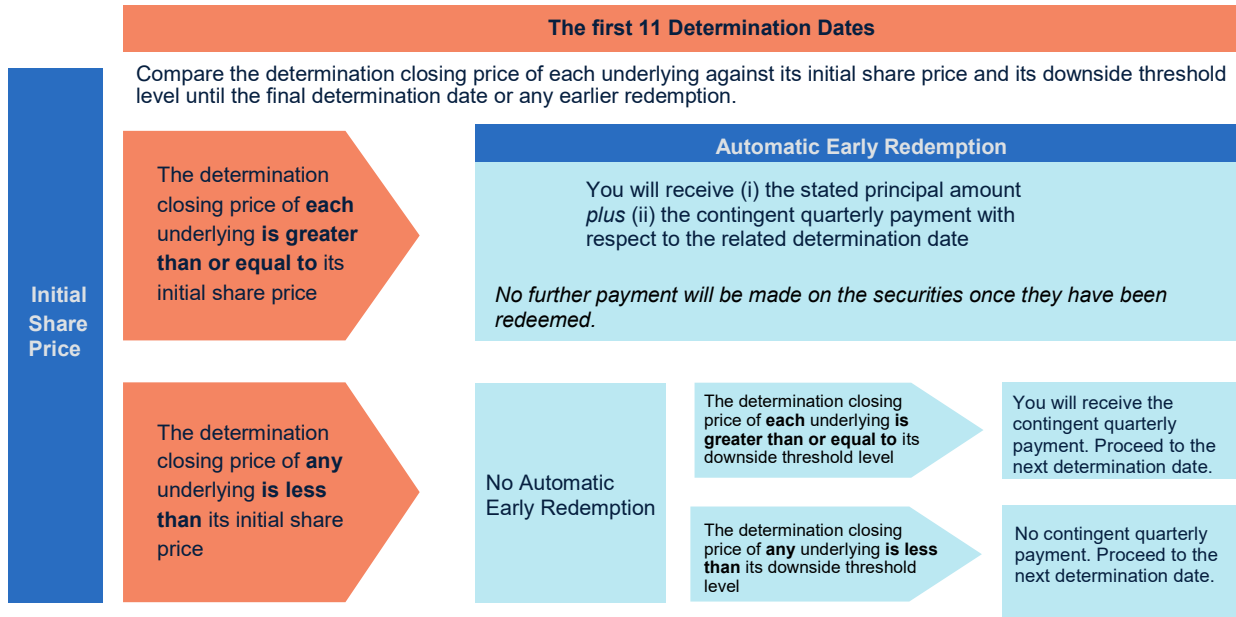 The first 11 Determination Dates
Compare the determination closing price of each underlying against its initial share price and its downside threshold
level until the final determination date or any earlier redemption.
Initial
Share
Price
The determination
closing price of each
underlying is greater
than or equal to its
initial share price
Automatic Early Redemption
You will receive (i) the stated principal amount
plus (ii) the contingent quarterly payment with
respect to the related determination date
No further payment will be made on the securities once they have been
redeemed.
The determination
closing price of any
underlying is less
than its initial share
price
No Automatic
Early Redemption
The determination closing
price of each underlying is
greater than or equal to its
downside threshold level
You will receive the
contingent quarterly
payment. Proceed to the
next determination date.
The determination closing
price of any underlying is less
than its downside threshold
level
No contingent quarterly
payment. Proceed to the
next determination date.